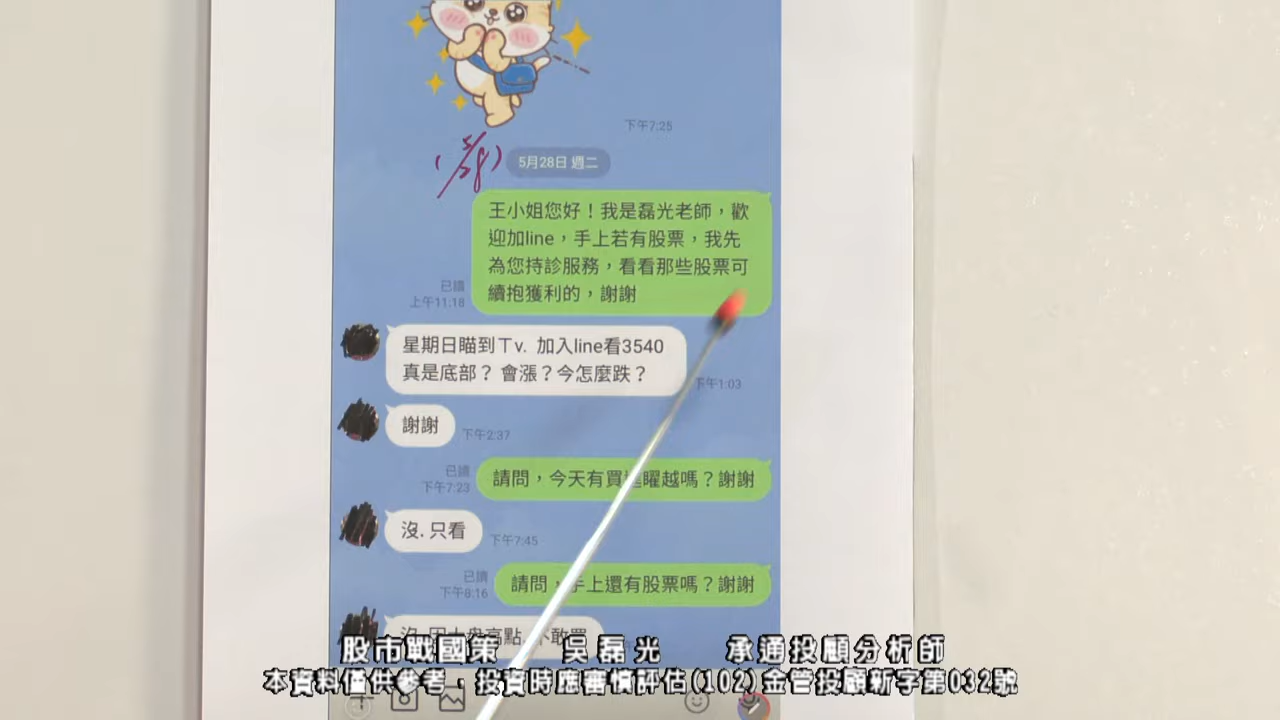 下午7:25
(5/28)
5月28日 週二
王小姐您好！我是磊光老師，歡
迎加line，手上若有股票，我先
為您持診服務，看看那些股票可
續抱獲利的，謝謝
已讀
上午11:18
星期日瞄到Tv. 加入line看3540
真是底部？會漲？今怎麼跌？
下午1:03
謝謝
下午2:37
已讀
下午7:23
請問，今天有買進曜越嗎？謝謝
沒. 只看
下午7:45
已讀
下午8:16
請問，手上還有股票嗎？謝謝
股市戰國策 吳磊光 承通投顧分析師
本資料僅供參考，投資時應審慎評估(102)金管投顧新字第032號